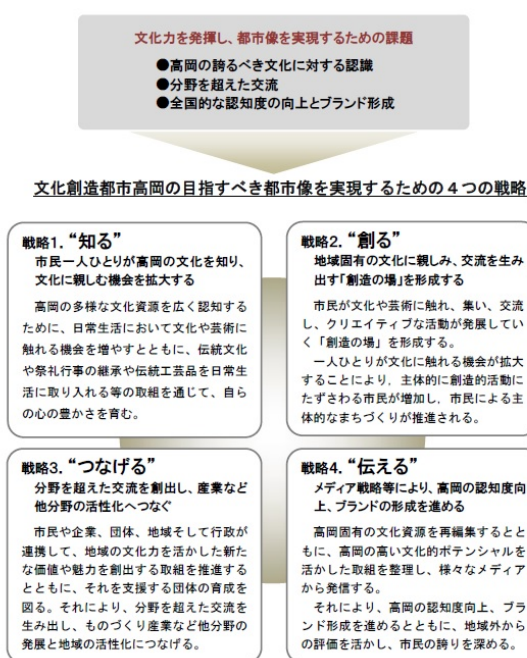 文化力を発揮し、都市像を実現するための課題
●高岡の誇るべき文化に対する認識
●分野を超えた交流
●全国的な認知度の向上とブランド形成
文化創造都市高岡の目指すべき都市像を実現するための４つの戦略
戦略1. “知る”
市民一人ひとりが高岡の文化を知り、
文化に親しむ機会を拡大する
高岡の多様な文化資源を広く認知する
ために、日常生活において文化や芸術に
触れる機会を増やすとともに、伝統文化
や祭礼行事の継承や伝統工芸品を日常生
活に取り入れる等の取組を通じて、自ら
の心の豊かさを育む。
戦略2. “創る”
地域固有の文化に親しみ、交流を生み
出す「創造の場」を形成する
市民が文化や芸術に触れ、集い、交流
し、クリエイティブな活動が発展してい
く「創造の場」を形成する。
一人ひとりが文化に触れる機会が拡大
することにより、主体的に創造的活動に
たずさわる市民が増加し、市民による主
体的なまちづくりが推進される。
戦略3. “つなげる”
分野を超えた交流を創出し、産業など
他分野の活性化へつなぐ
市民や企業、団体、地域そして行政が
連携して、地域の文化力を活かした新た
な価値や魅力を創出する取組を推進する
とともに、それを支援する団体の育成を
図る。それにより、分野を超えた交流を
生み出し、ものづくり産業など他分野の
発展と地域の活性化につなげる。
戦略4. “伝える”
メディア戦略等により、高岡の認知度向
上、ブランドの形成を進める
高岡固有の文化資源を再編集するとと
もに、高岡の高い文化的ポテンシャルを
活かした取組を整理し、様々なメディア
から発信する。
それにより、高岡の認知度向上、ブラ
ンド形成を進めるとともに、地域外から
の評価を活かし、市民の誇りを深める。